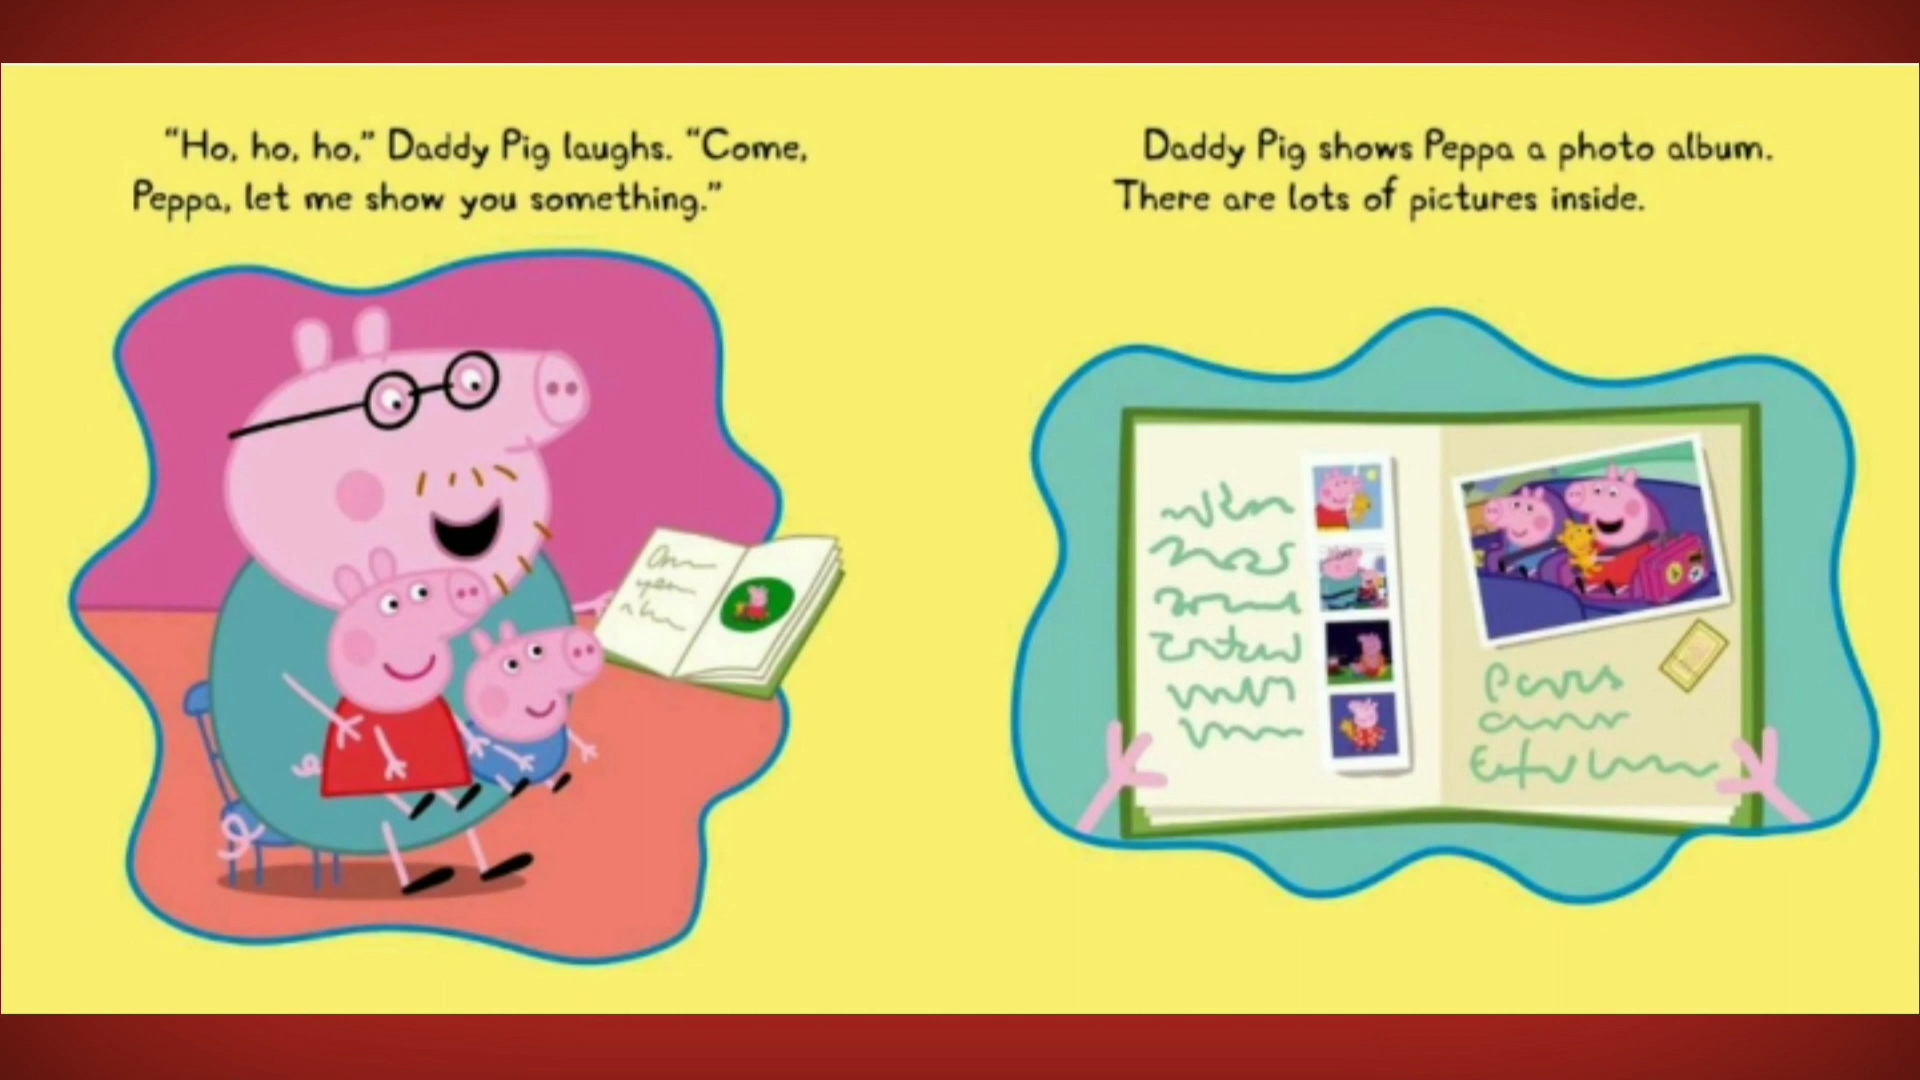 “Ho, ho, ho,” Daddy Pig laughs. “Come,
Peppa, let me show you something.”
Daddy Pig shows Peppa a photo album.
There are lots of pictures inside.